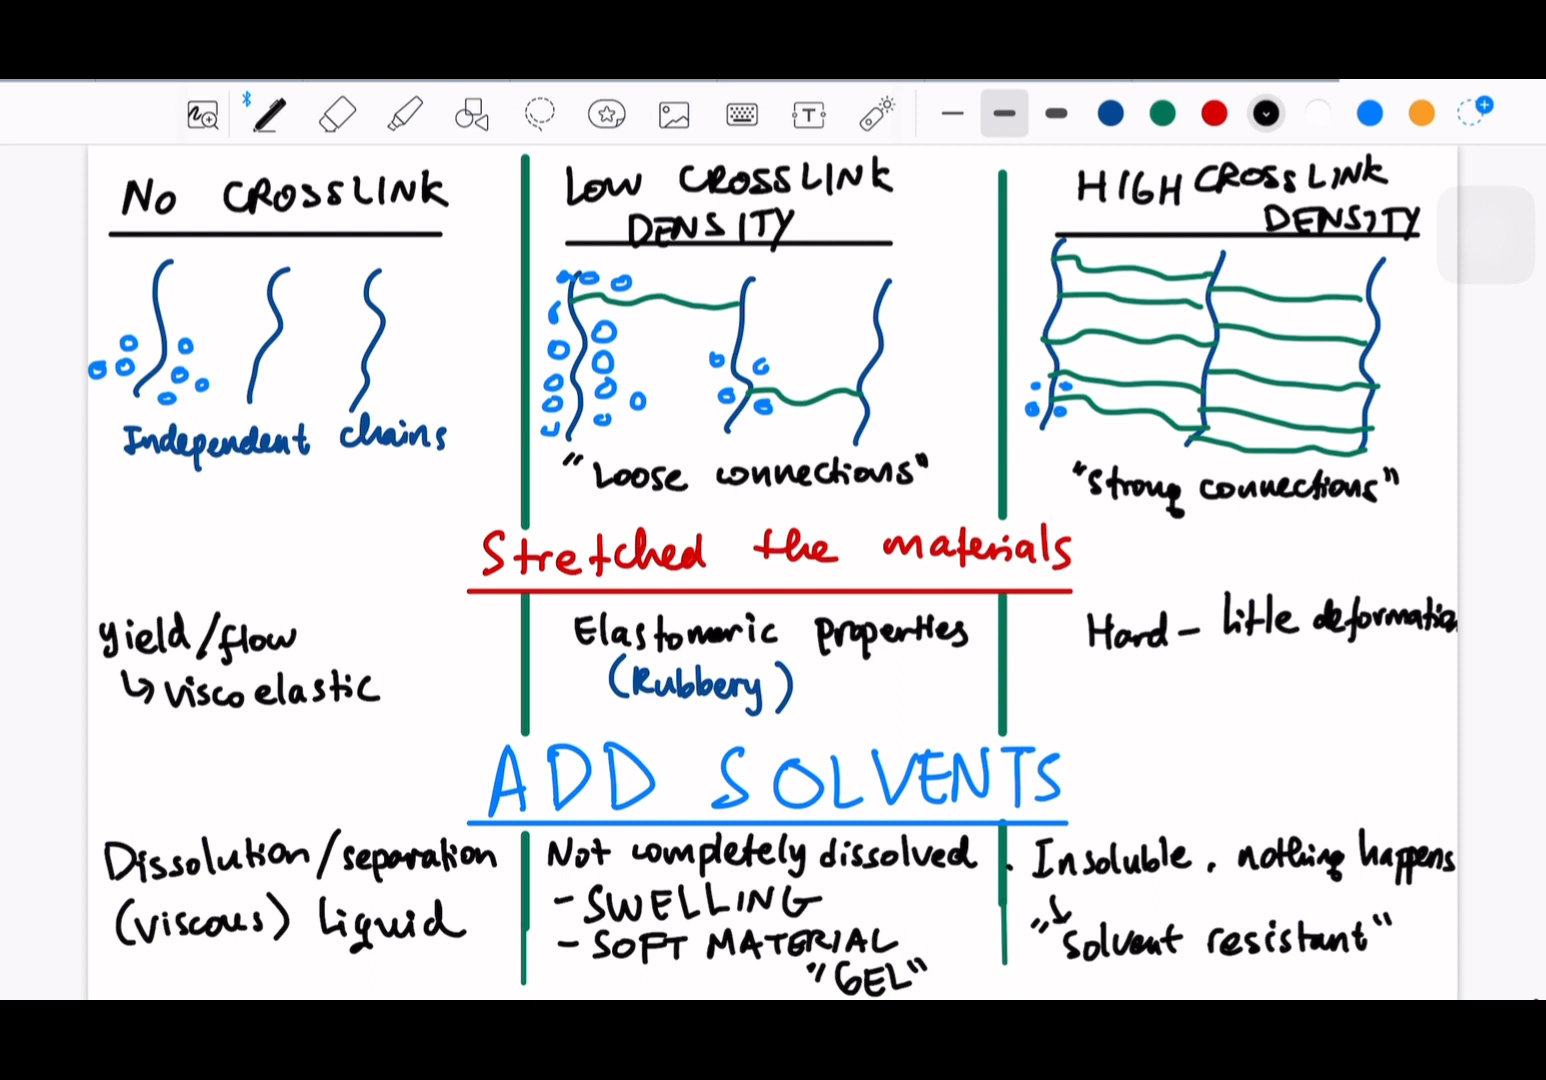 T
NO CROSSLINK
LOW CROSSLINK
DENSITY
HIGH CROSSLINK
DENSITY
Independent chains
"Loose connections"
"strong connections"
Stretched the materials
yield/flow
↳ viscoelastic
Elastomeric properties
(Rubbery)
Hard - little deformation
ADD SOLVENTS
Dissolution/separation
(viscous) liquid
Not completely dissolved
- SWELLING
- SOFT MATERIAL
"GEL"
. Insoluble, nothing happens
"↳ solvent resistant"